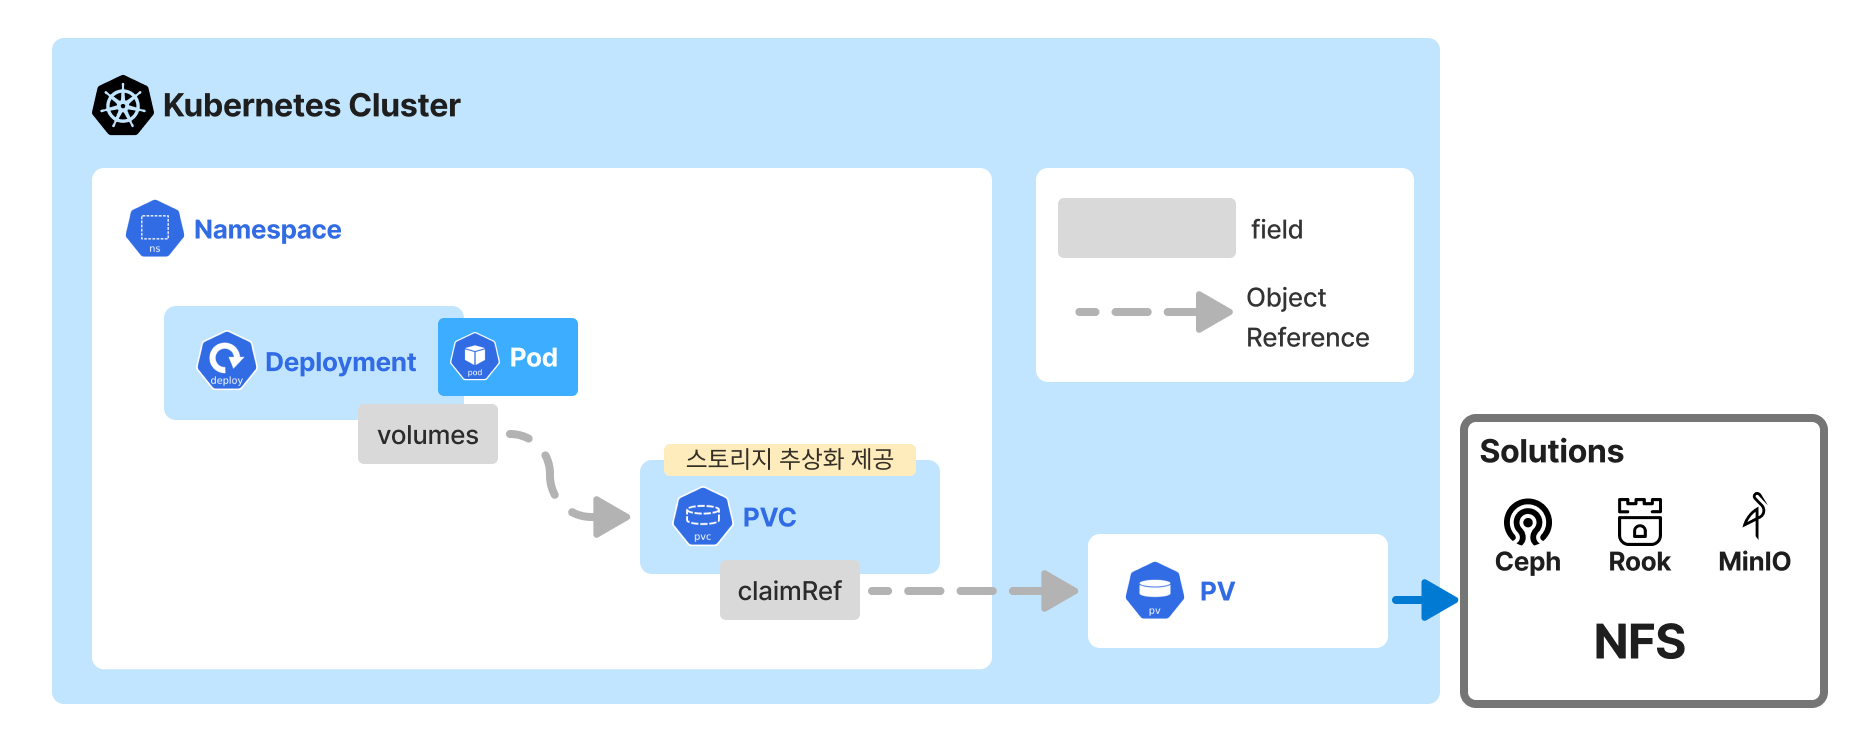 Kubernetes Cluster
ns
Namespace
field
Object
Reference
deploy
Deployment
pod
Pod
volumes
스토리지 추상화 제공
pvc
PVC
claimRef
pv
PV
Solutions
Ceph
Rook
MinIO
NFS